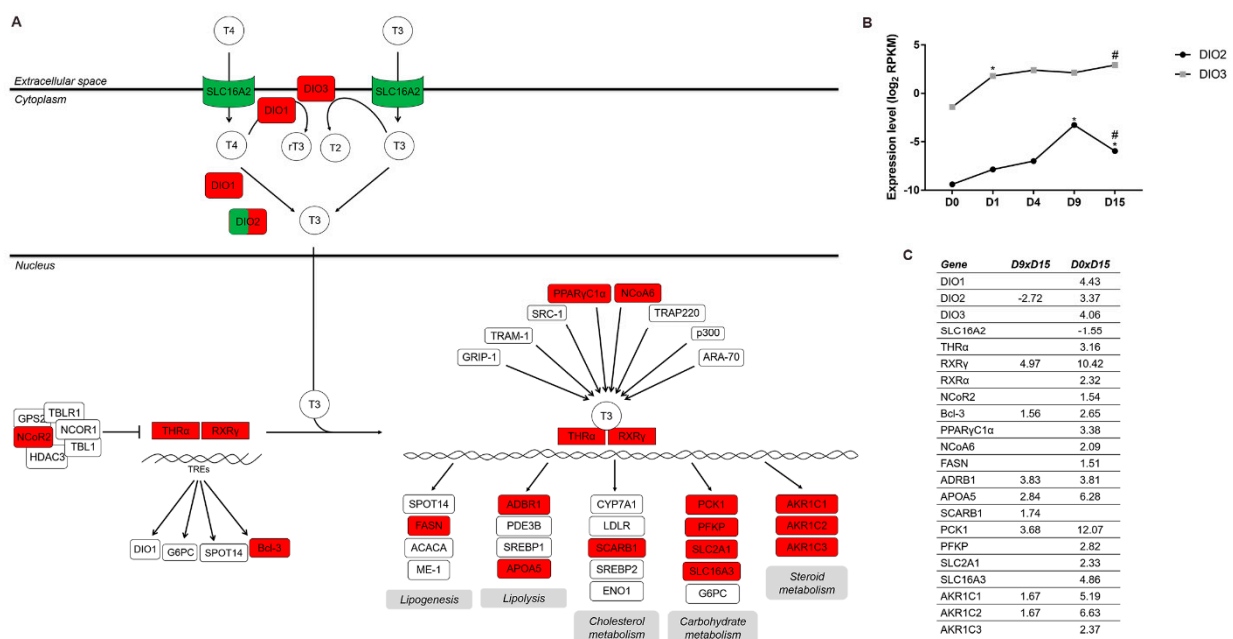 A
T4
T3
Extracellular space
Cytoplasm
SLC16A2
DIO3
SLC16A2
DIO1
T4
rT3
T2
T3
DIO1
DIO2
T3
Nucleus
PPARγC1α
NCoA6
SRC-1
TRAP220
TRAM-1
p300
GRIP-1
ARA-70
T3
T3
GPS2
TBLR1
NCoR2
NCOR1
TBL1
HDAC3
THRα
RXRγ
THRα
RXRγ
TREs
DIO1
G6PC
SPOT14
Bcl-3
SPOT14
FASN
ACACA
ME-1
Lipogenesis
ADBR1
PDE3B
SREBP1
APOA5
Lipolysis
CYP7A1
LDLR
SCARB1
SREBP2
ENO1
Cholesterol
metabolism
PCK1
PFKP
SLC2A1
SLC16A3
G6PC
Carbohydrate
metabolism
AKR1C1
AKR1C2
AKR1C3
Steroid
metabolism
B
Expression level (log2 RPKM)
5
0
-5
-10
D0 D1 D4 D9 D15
*
#
*
#
*
DIO2
DIO3
C
Gene D9xD15 D0xD15
DIO1 4.43
DIO2 -2.72 3.37
DIO3 4.06
SLC16A2 -1.55
THRα 3.16
RXRγ 4.97 10.42
RXRα 2.32
NCoR2 1.54
Bcl-3 1.56 2.65
PPARγC1α 3.38
NCoA6 2.09
FASN 1.51
ADRB1 3.83 3.81
APOA5 2.84 6.28
SCARB1 1.74
PCK1 3.68 12.07
PFKP 2.82
SLC2A1 2.33
SLC16A3 4.86
AKR1C1 1.67 5.19
AKR1C2 1.67 6.63
AKR1C3 2.37